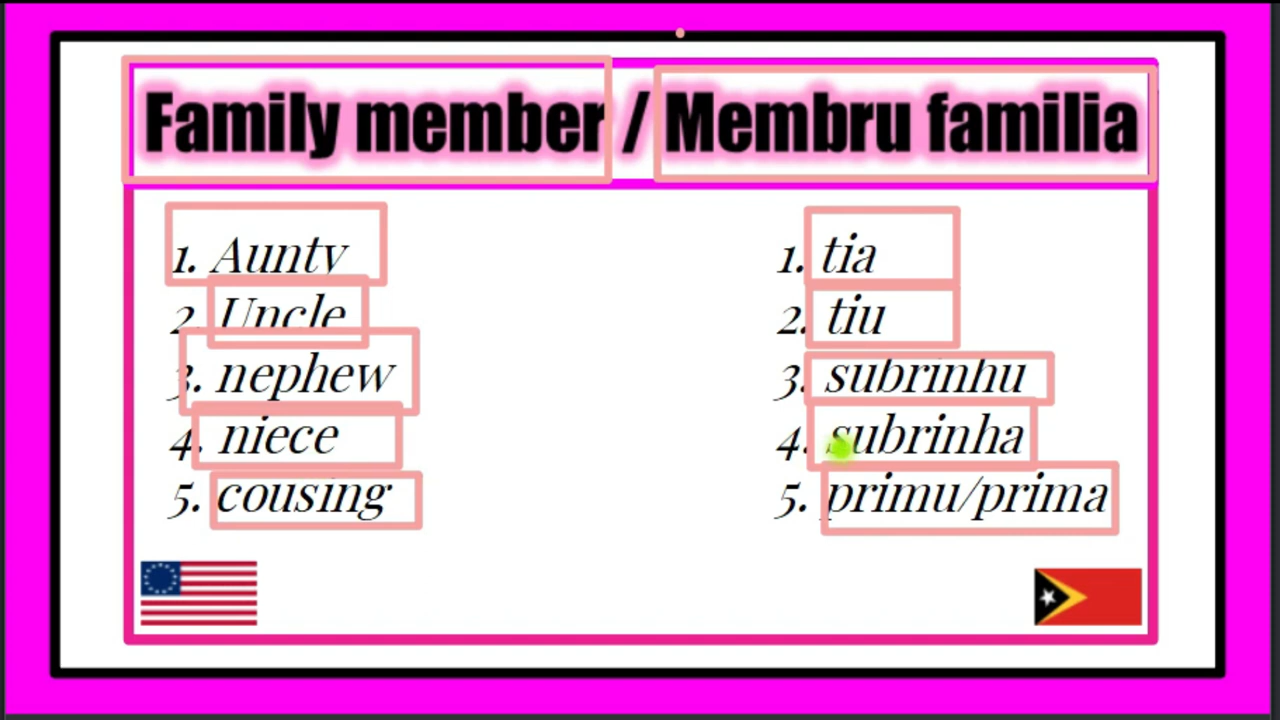 Family member / Membru familia
1. Aunty
2. Uncle
3. nephew
4. niece
5. cousing
1. tia
2. tiu
3. subrinhu
4. subrinha
5. primu/prima